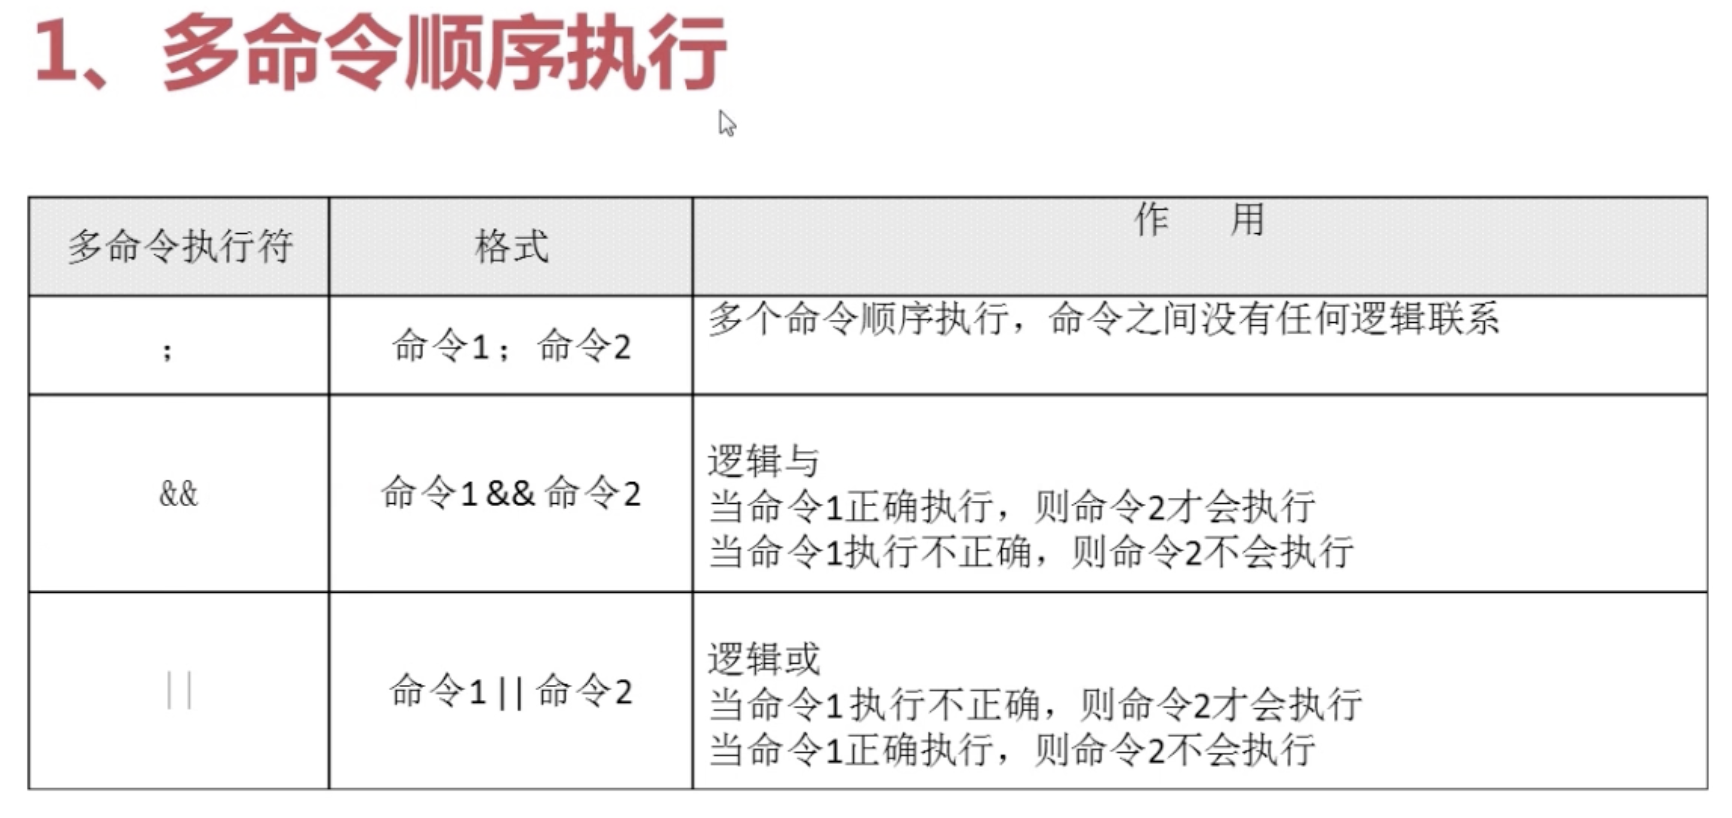 1、多命令顺序执行
多命令执行符 格式 作 用
； 命令1；命令2 多个命令顺序执行，命令之间没有任何逻辑联系
&& 命令1&&命令2 逻辑与
当命令1正确执行，则命令2才会执行
当命令1执行不正确，则命令2不会执行
|| 命令1||命令2 逻辑或
当命令1执行不正确，则命令2才会执行
当命令1正确执行，则命令2不会执行